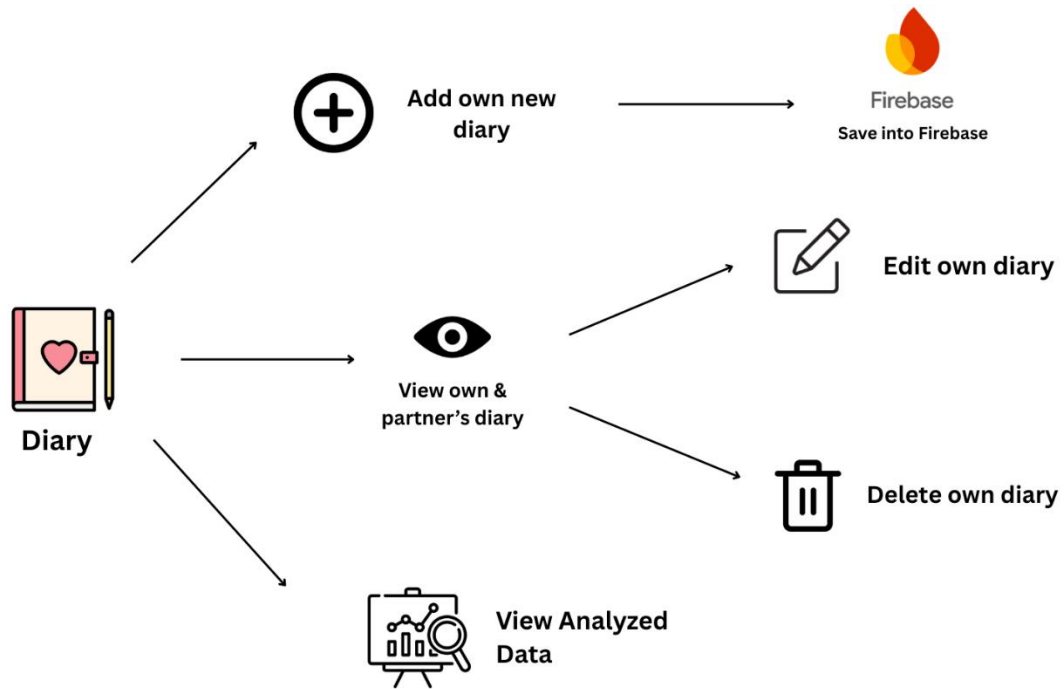 Add own new
diary
Firebase
Save into Firebase
Edit own diary
View own &
partner’s diary
Diary
Delete own diary
View Analyzed
Data